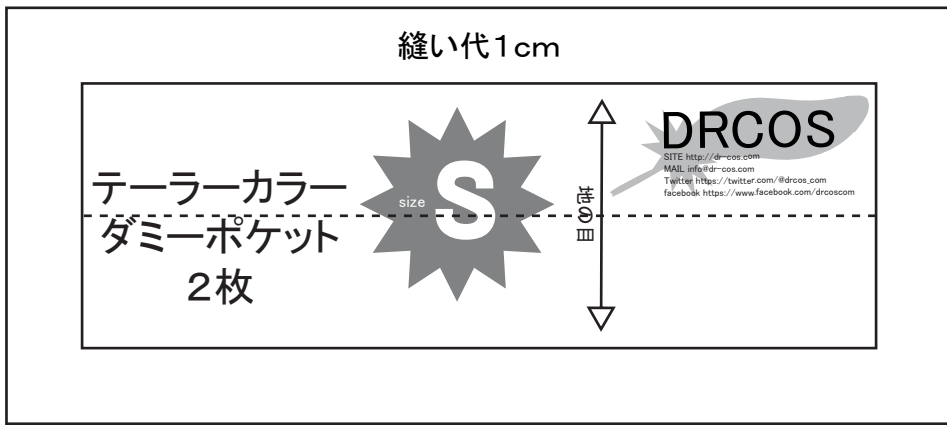 縫い代1cm
テーラーカラー
ダミーポケット
2枚
size
S
地の目
DRCOS
SITE http://dr-cos.com
MAIL info@dr-cos.com
Twitter https://twitter.com/@drcos_com
facebook https://www.facebook.com/drcoscom